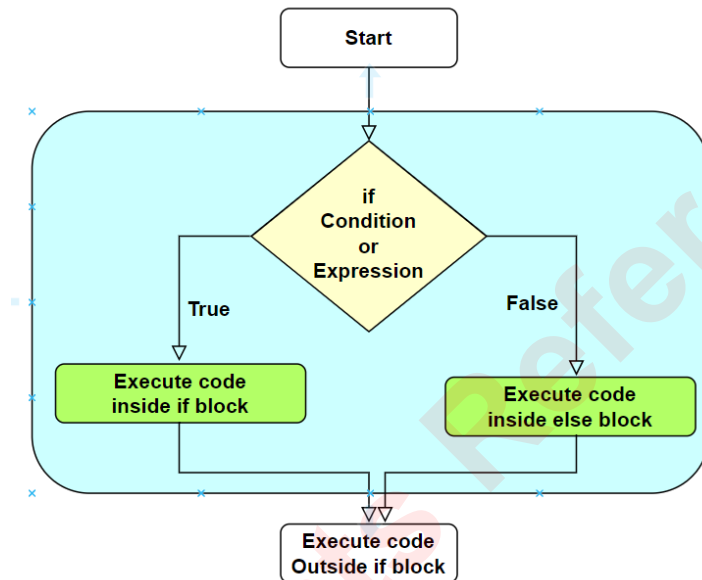 Start
if
Condition
or
Expression
True
False
Execute code
inside if block
Execute code
inside else block
Execute code
Outside if block
Refer